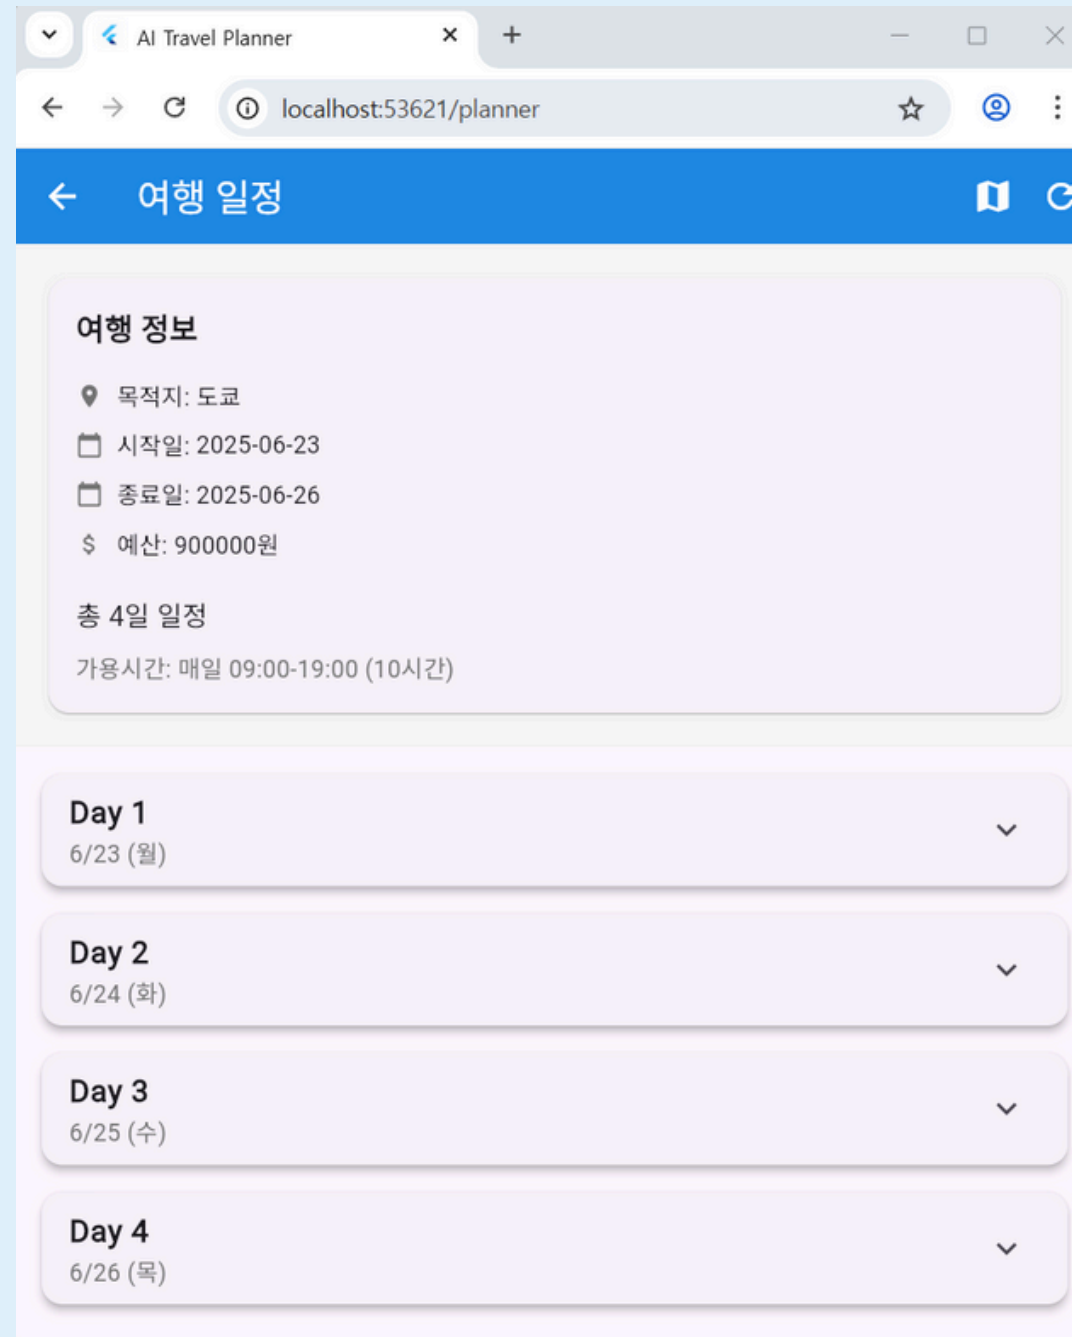 AI Travel Planner
localhost:53621/planner
여행 일정
여행 정보
목적지: 도쿄
시작일: 2025-06-23
종료일: 2025-06-26
$ 예산: 900000원
총 4일 일정
가용시간: 매일 09:00-19:00 (10시간)
Day 1
6/23 (월)
Day 2
6/24 (화)
Day 3
6/25 (수)
Day 4
6/26 (목)